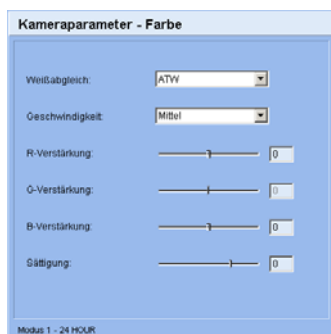 Kameraparameter - Farbe
Weißabgleich: ATW
Geschwindigkeit: Mittel
R-Verstärkung: 0
G-Verstärkung: 0
B-Verstärkung: 0
Sättigung: 0
Modus 1 - 24 HOUR